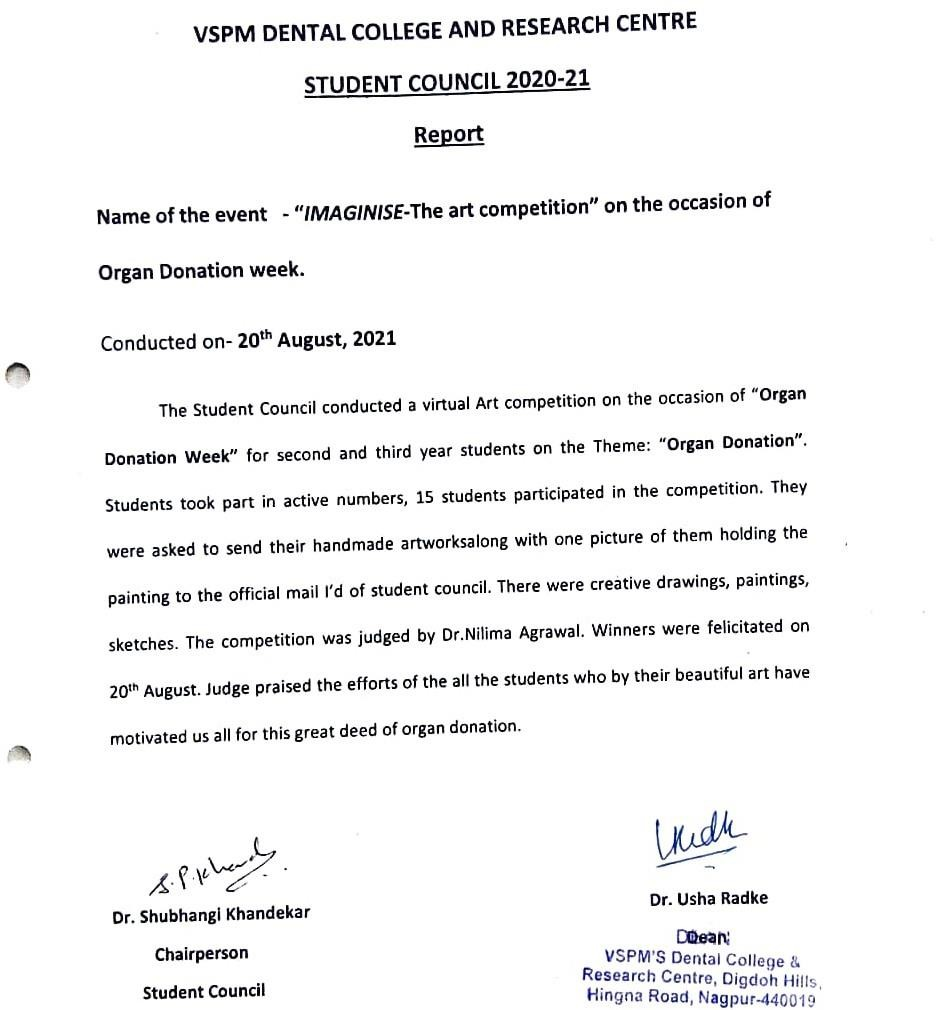 VSPM DENTAL COLLEGE AND RESEARCH CENTRE
STUDENT COUNCIL 2020-21
Report
Name of the event - “IMAGINISE-The art competition” on the occasion of
Organ Donation week.
Conducted on- 20th August, 2021
The Student Council conducted a virtual Art competition on the occasion of “Organ
Donation Week” for second and third year students on the Theme: “Organ Donation”.
Students took part in active numbers, 15 students participated in the competition. They
were asked to send their handmade artworksalong with one picture of them holding the
painting to the official mail I’d of student council. There were creative drawings, paintings,
sketches. The competition was judged by Dr.Nilima Agrawal. Winners were felicitated on
20th August. Judge praised the efforts of the all the students who by their beautiful art have
motivated us all for this great deed of organ donation.
S.P.Khand
Dr. Shubhangi Khandekar
Chairperson
Student Council
Dr. Usha Radke
Dean
VSPM'S Dental College &
Research Centre, Digdoh Hills,
Hingna Road, Nagpur-440019